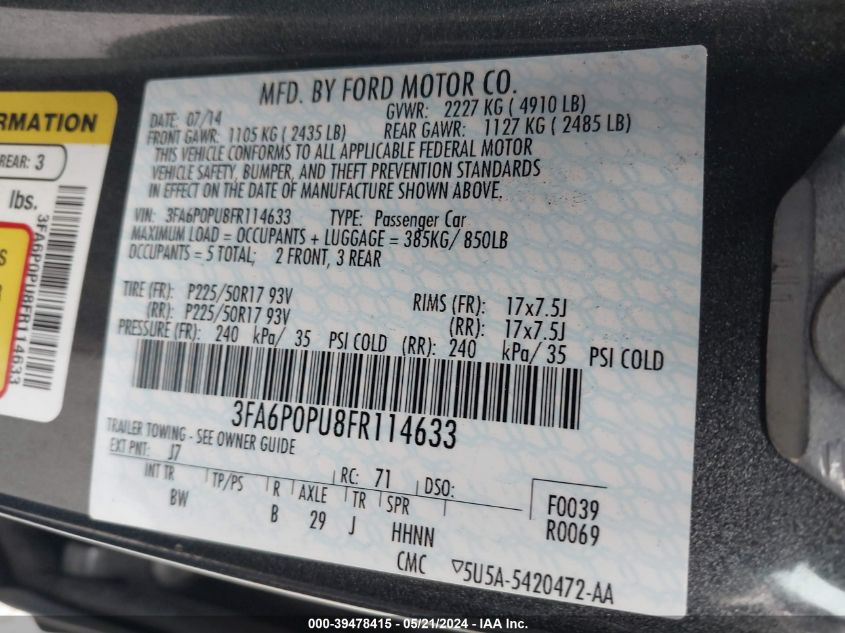 RMATION
REAR: 3
lbs.
S
3FA6P0PU8FR114633
MFD. BY FORD MOTOR CO.
DATE: 07/14 GVWR: 2227 KG ( 4910 LB)
FRONT GAWR: 1105 KG ( 2435 LB) REAR GAWR: 1127 KG ( 2485 LB)
THIS VEHICLE CONFORMS TO ALL APPLICABLE FEDERAL MOTOR
VEHICLE SAFETY, BUMPER, AND THEFT PREVENTION STANDARDS
IN EFFECT ON THE DATE OF MANUFACTURE SHOWN ABOVE.
VIN: 3FA6P0PU8FR114633 TYPE: Passenger Car
MAXIMUM LOAD = OCCUPANTS + LUGGAGE = 385KG/ 850LB
OCCUPANTS = 5 TOTAL; 2 FRONT, 3 REAR
TIRE (FR): P225/50R17 93V RIMS (FR): 17x7.5J
(RR): P225/50R17 93V (RR): 17x7.5J
PRESSURE (FR): 240 kPa/ 35 PSI COLD (RR): 240 kPa/ 35 PSI COLD
3FA6P0PU8FR114633
TRAILER TOWING - SEE OWNER GUIDE
EXT PNT: J7 RC: 71 DSO:
INT TR TP/PS R AXLE TR SPR F0039
BW B 29 J HHNN R0069
CMC 5U5A-5420472-AA
000-39478415 - 05/21/2024 - IAA Inc.